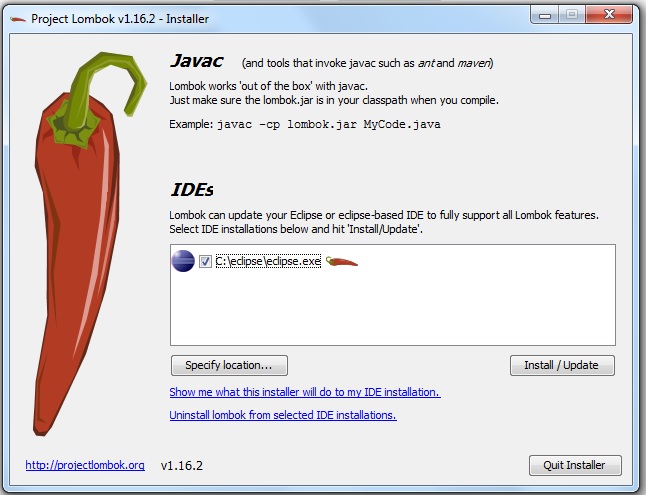 Project Lombok v1.16.2 - Installer
Javac (and tools that invoke javac such as ant and maven)
Lombok works 'out of the box' with javac.
Just make sure the lombok.jar is in your classpath when you compile.
Example: javac -cp lombok.jar MyCode.java
IDEs
Lombok can update your Eclipse or eclipse-based IDE to fully support all Lombok features.
Select IDE installations below and hit 'Install/Update'.
C:\eclipse\eclipse.exe
Specify location... Install / Update
Show me what this installer will do to my IDE installation.
Uninstall lombok from selected IDE installations.
http://projectlombok.org v1.16.2 Quit Installer